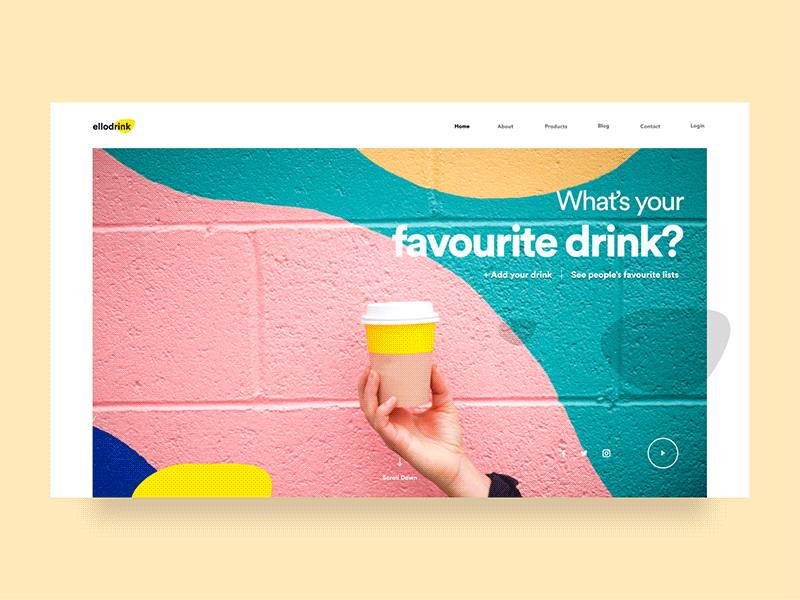 ellodrink
Home About Products Blog Contact Login
What's your
favourite drink?
+ Add your drink | See people's favourite lists
Scroll Down